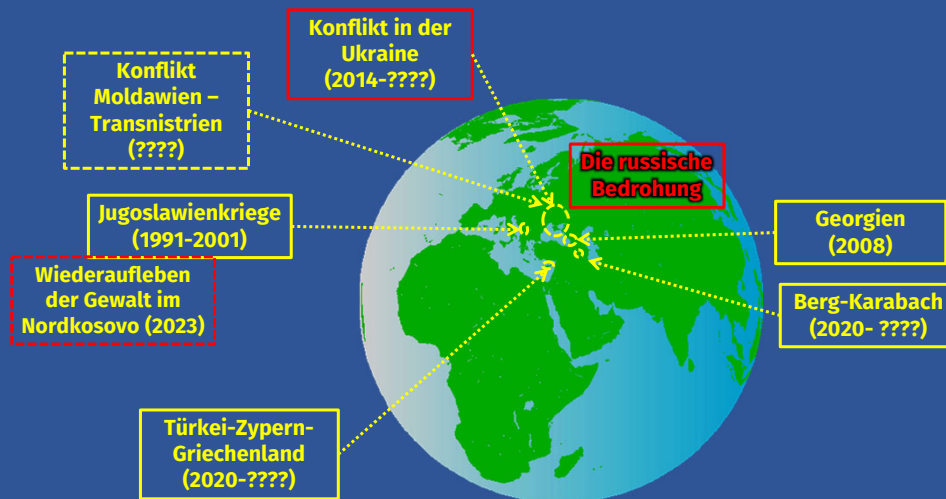 Konflikt in der
Ukraine
(2014-????)
Konflikt
Moldawien –
Transnistrien
(????)
Die russische
Bedrohung
Jugoslawienkriege
(1991-2001)
Georgien
(2008)
Wiederaufleben
der Gewalt im
Nordkosovo (2023)
Berg-Karabach
(2020- ????)
Türkei-Zypern-
Griechenland
(2020-????)